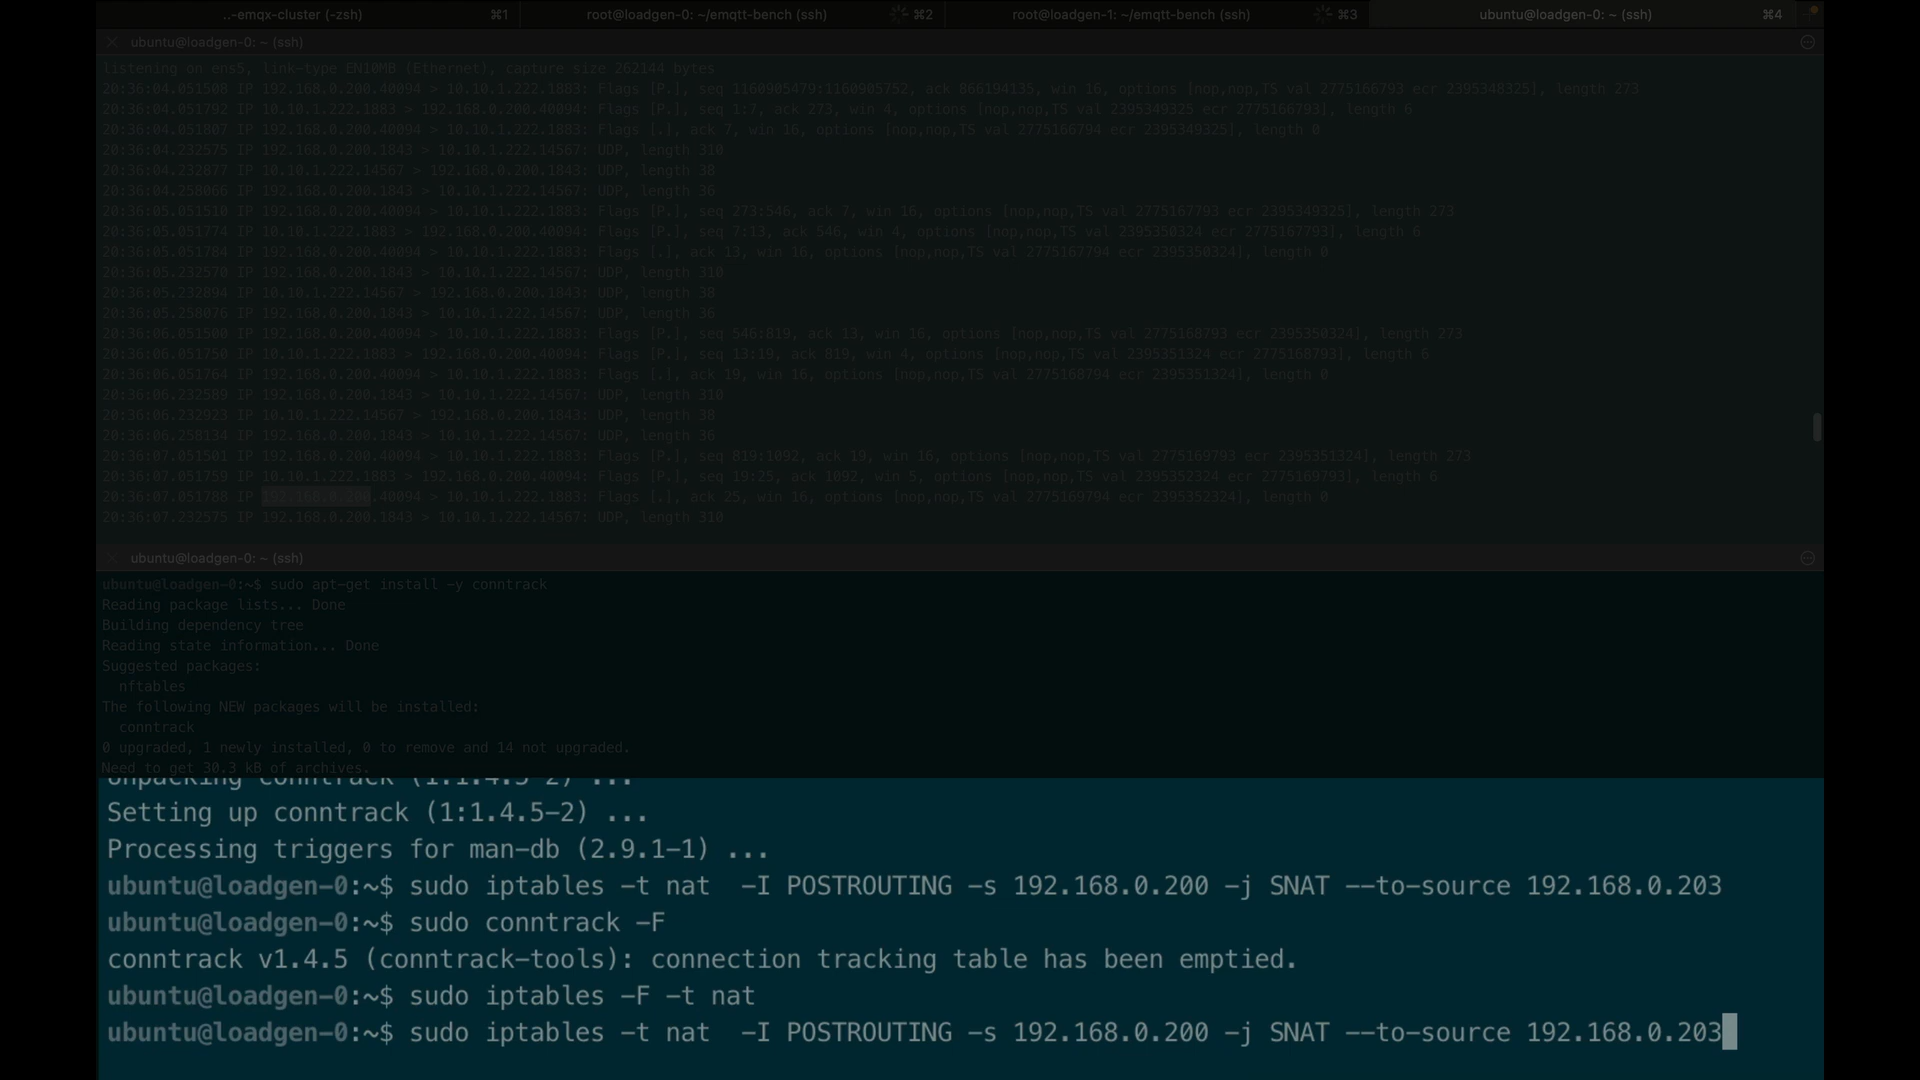 ..-emqx-cluster (-zsh) ⌘1 root@loadgen-0: ~/emqtt-bench (ssh) ⌘2 root@loadgen-1: ~/emqtt-bench (ssh) ⌘3 ubuntu@loadgen-0: ~ (ssh) ⌘4
ubuntu@loadgen-0: ~ (ssh)
listening on ens5, link-type EN10MB (Ethernet), capture size 262144 bytes
20:36:04.051508 IP 192.168.0.200.40094 > 10.10.1.222.1883: Flags [P.], seq 1160905479:1160905752, ack 866194135, win 16, options [nop,nop,TS val 2775166793 ecr 2395348325], length 273
20:36:04.051792 IP 10.10.1.222.1883 > 192.168.0.200.40094: Flags [P.], seq 1:7, ack 273, win 4, options [nop,nop,TS val 2395349325 ecr 2775166793], length 6
20:36:04.051807 IP 192.168.0.200.40094 > 10.10.1.222.1883: Flags [.], ack 7, win 16, options [nop,nop,TS val 2775166794 ecr 2395349325], length 0
20:36:04.232575 IP 192.168.0.200.1843 > 10.10.1.222.14567: UDP, length 310
20:36:04.232877 IP 10.10.1.222.14567 > 192.168.0.200.1843: UDP, length 38
20:36:04.258066 IP 192.168.0.200.1843 > 10.10.1.222.14567: UDP, length 36
20:36:05.051510 IP 192.168.0.200.40094 > 10.10.1.222.1883: Flags [P.], seq 273:546, ack 7, win 16, options [nop,nop,TS val 2775167793 ecr 2395349325], length 273
20:36:05.051774 IP 10.10.1.222.1883 > 192.168.0.200.40094: Flags [P.], seq 7:13, ack 546, win 4, options [nop,nop,TS val 2395350324 ecr 2775167793], length 6
20:36:05.051784 IP 192.168.0.200.40094 > 10.10.1.222.1883: Flags [.], ack 13, win 16, options [nop,nop,TS val 2775167794 ecr 2395350324], length 0
20:36:05.232570 IP 192.168.0.200.1843 > 10.10.1.222.14567: UDP, length 310
20:36:05.232894 IP 10.10.1.222.14567 > 192.168.0.200.1843: UDP, length 38
20:36:05.258076 IP 192.168.0.200.1843 > 10.10.1.222.14567: UDP, length 36
20:36:06.051500 IP 192.168.0.200.40094 > 10.10.1.222.1883: Flags [P.], seq 546:819, ack 13, win 16, options [nop,nop,TS val 2775168793 ecr 2395350324], length 273
20:36:06.051750 IP 10.10.1.222.1883 > 192.168.0.200.40094: Flags [P.], seq 13:19, ack 819, win 4, options [nop,nop,TS val 2395351324 ecr 2775168793], length 6
20:36:06.051764 IP 192.168.0.200.40094 > 10.10.1.222.1883: Flags [.], ack 19, win 16, options [nop,nop,TS val 2775168794 ecr 2395351324], length 0
20:36:06.232589 IP 192.168.0.200.1843 > 10.10.1.222.14567: UDP, length 310
20:36:06.232923 IP 10.10.1.222.14567 > 192.168.0.200.1843: UDP, length 38
20:36:06.258134 IP 192.168.0.200.1843 > 10.10.1.222.14567: UDP, length 36
20:36:07.051501 IP 192.168.0.200.40094 > 10.10.1.222.1883: Flags [P.], seq 819:1092, ack 19, win 16, options [nop,nop,TS val 2775169793 ecr 2395351324], length 273
20:36:07.051759 IP 10.10.1.222.1883 > 192.168.0.200.40094: Flags [P.], seq 19:25, ack 1092, win 5, options [nop,nop,TS val 2395352324 ecr 2775169793], length 6
20:36:07.051788 IP 192.168.0.200.40094 > 10.10.1.222.1883: Flags [.], ack 25, win 16, options [nop,nop,TS val 2775169794 ecr 2395352324], length 0
20:36:07.232575 IP 192.168.0.200.1843 > 10.10.1.222.14567: UDP, length 310
ubuntu@loadgen-0: ~ (ssh)
ubuntu@loadgen-0:~$ sudo apt-get install -y conntrack
Reading package lists... Done
Building dependency tree
Reading state information... Done
Suggested packages:
nftables
The following NEW packages will be installed:
conntrack
0 upgraded, 1 newly installed, 0 to remove and 14 not upgraded.
Need to get 30.3 kB of archives.
Unpacking conntrack (1:1.4.5-2) ...
Setting up conntrack (1:1.4.5-2) ...
Processing triggers for man-db (2.9.1-1) ...
ubuntu@loadgen-0:~$ sudo iptables -t nat  -I POSTROUTING -s 192.168.0.200 -j SNAT --to-source 192.168.0.203
ubuntu@loadgen-0:~$ sudo conntrack -F
conntrack v1.4.5 (conntrack-tools): connection tracking table has been emptied.
ubuntu@loadgen-0:~$ sudo iptables -F -t nat
ubuntu@loadgen-0:~$ sudo iptables -t nat  -I POSTROUTING -s 192.168.0.200 -j SNAT --to-source 192.168.0.203